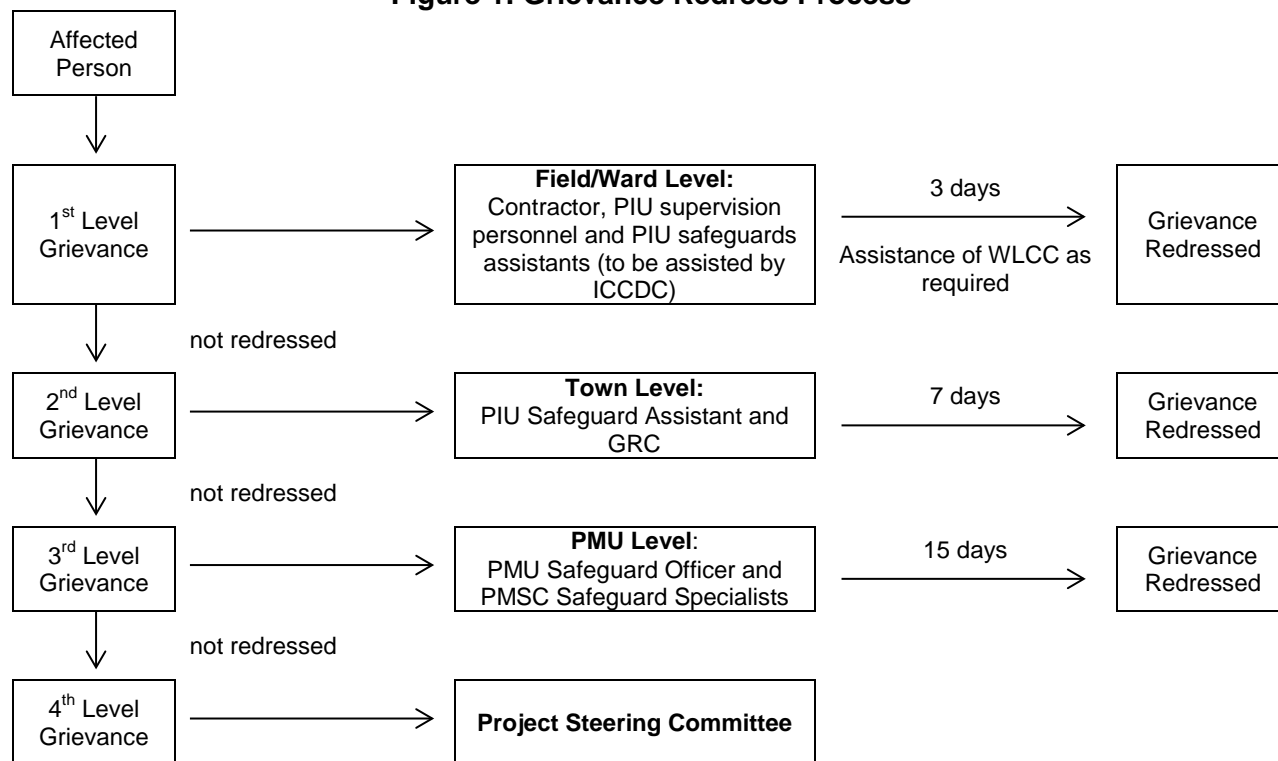 Figure 1: Grievance Redress Process
Affected
Person
1st Level
Grievance
Field/Ward Level:
Contractor, PIU supervision
personnel and PIU safeguards
assistants (to be assisted by
ICCDC)
3 days
Assistance of WLCC as
required
Grievance
Redressed
not redressed
2nd Level
Grievance
Town Level:
PIU Safeguard Assistant and
GRC
7 days
Grievance
Redressed
not redressed
3rd Level
Grievance
PMU Level:
PMU Safeguard Officer and
PMSC Safeguard Specialists
15 days
Grievance
Redressed
not redressed
4th Level
Grievance
Project Steering Committee